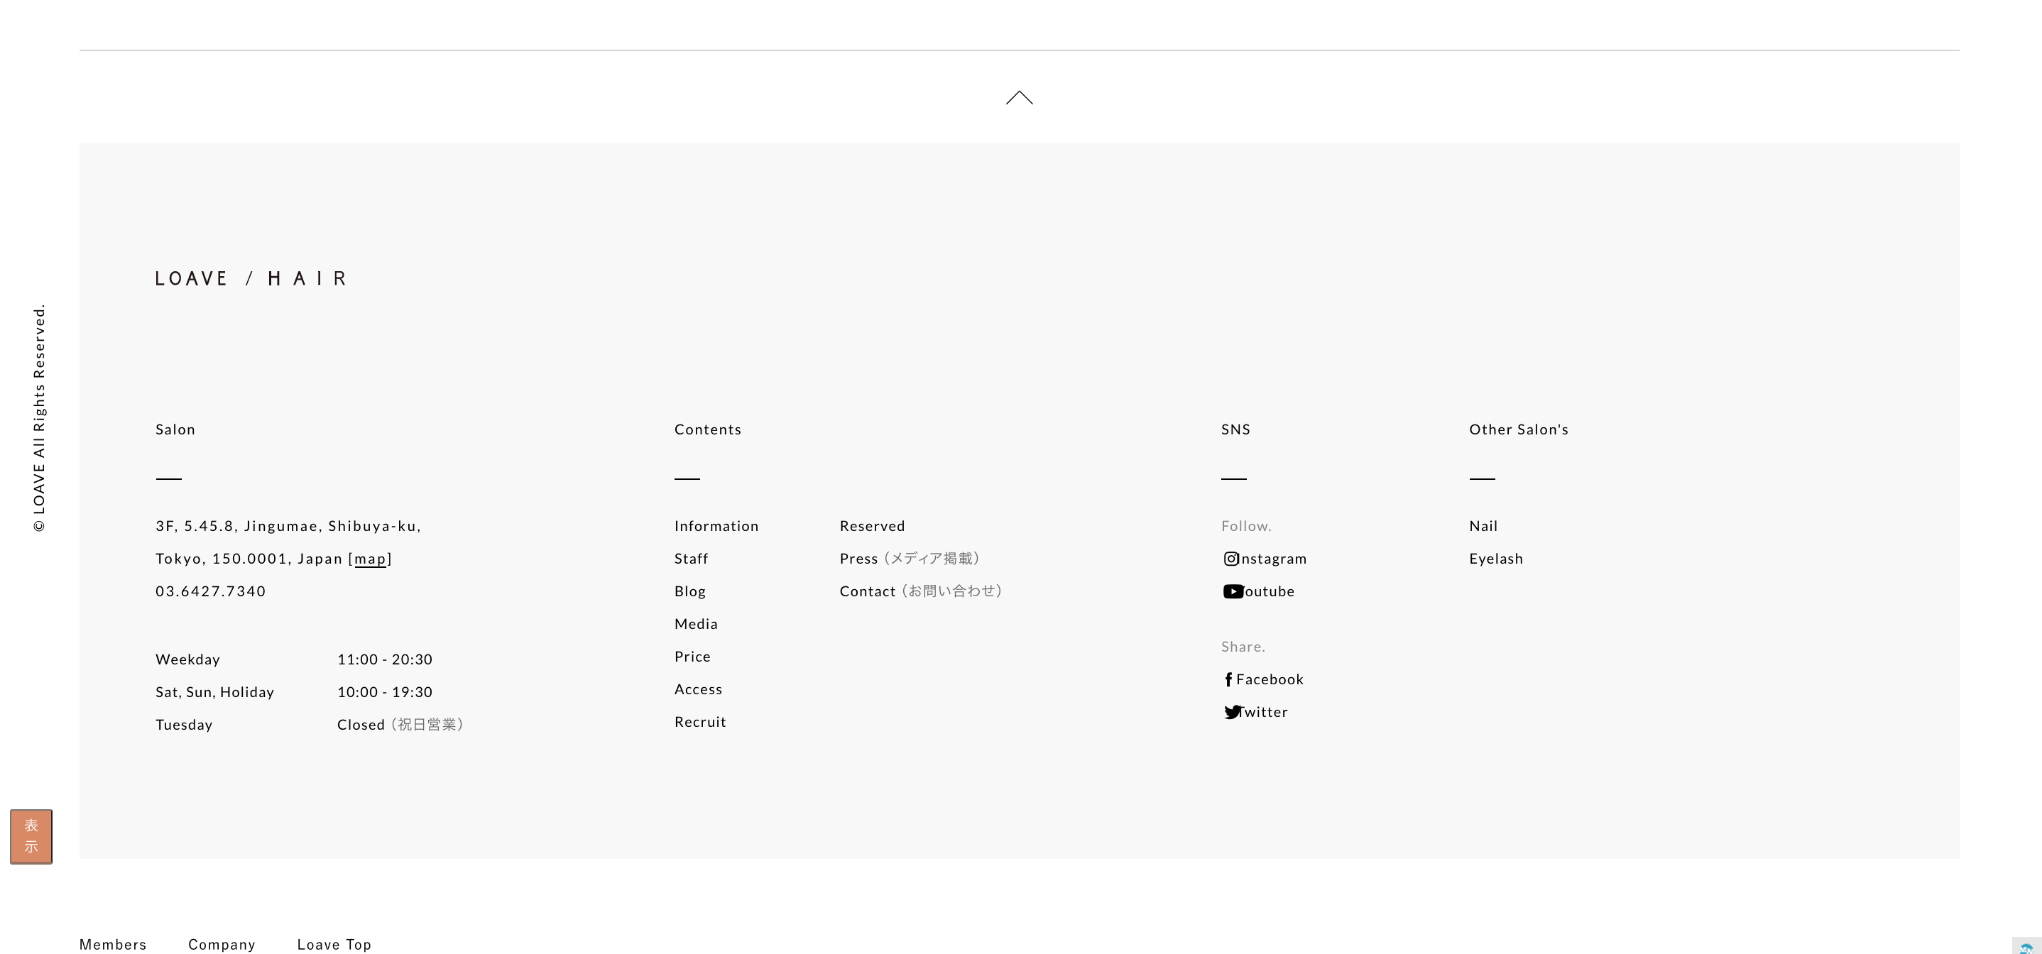 LOAVE / HAIR
© LOAVE All Rights Reserved.
Salon
3F, 5.45.8, Jingumae, Shibuya-ku,
Tokyo, 150.0001, Japan [map]
03.6427.7340
Weekday 11:00 - 20:30
Sat, Sun, Holiday 10:00 - 19:30
Tuesday Closed（祝日営業）
Contents
Information
Staff
Blog
Media
Price
Access
Recruit
Reserved
Press（メディア掲載）
Contact（お問い合わせ）
SNS
Follow.
Instagram
Youtube
Share.
Facebook
Twitter
Other Salon's
Nail
Eyelash
表
示
Members Company Loave Top